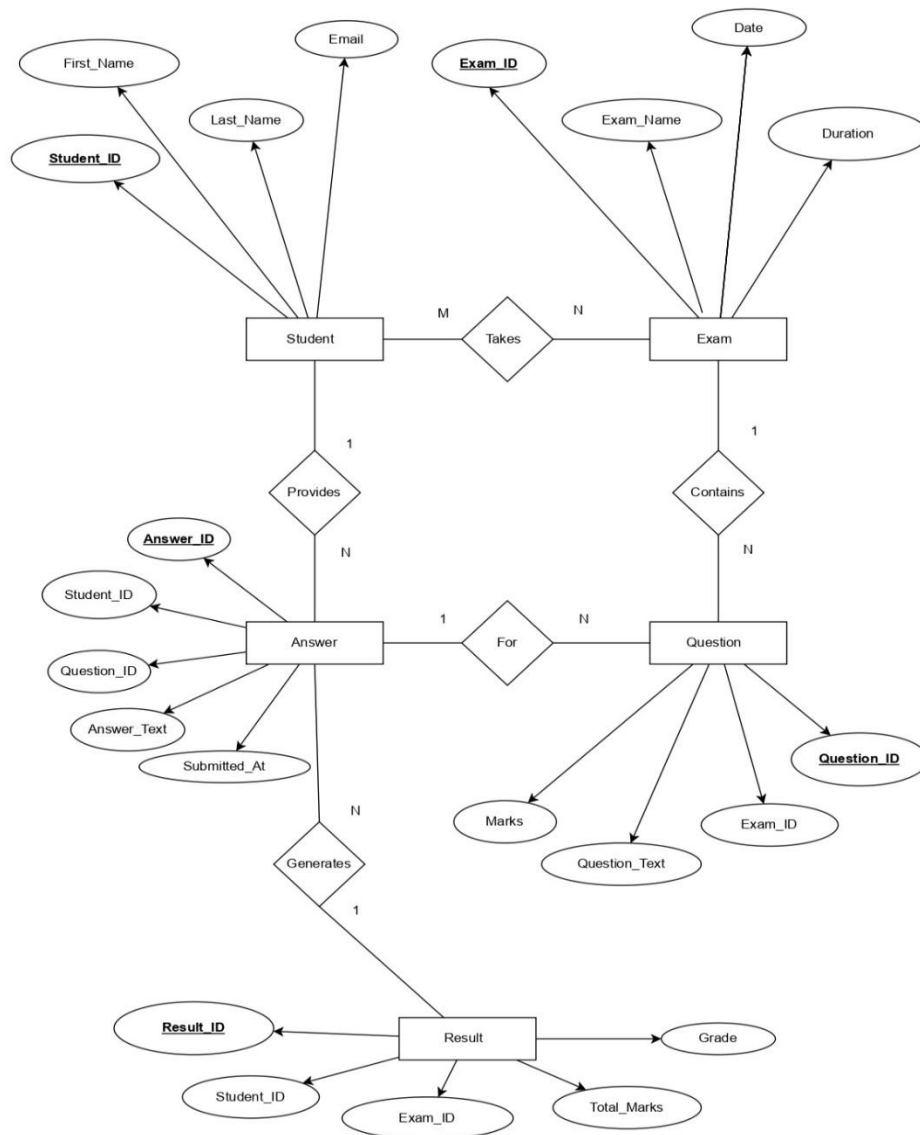 Email
Date
First_Name
Exam_ID
Last_Name
Exam_Name
Duration
Student_ID
M
N
Student
Takes
Exam
1
1
Provides
Contains
Answer_ID
N
N
Student_ID
1
N
Answer
For
Question
Question_ID
Answer_Text
Submitted_At
Question_ID
Marks
Exam_ID
N
Generates
Question_Text
1
Result_ID
Result
Grade
Student_ID
Exam_ID
Total_Marks